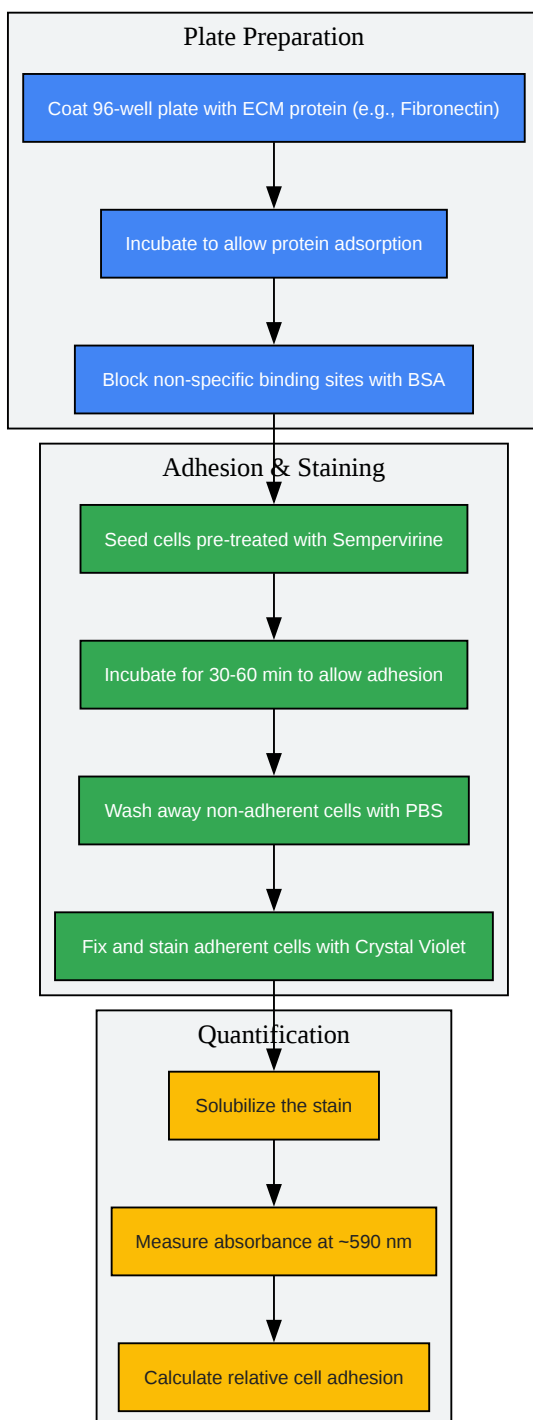 Plate Preparation
Coat 96-well plate with ECM protein (e.g., Fibronectin)
Incubate to allow protein adsorption
Block non-specific binding sites with BSA
Adhesion & Staining
Seed cells pre-treated with Sempervirine
Incubate for 30-60 min to allow adhesion
Wash away non-adherent cells with PBS
Fix and stain adherent cells with Crystal Violet
Quantification
Solubilize the stain
Measure absorbance at ~590 nm
Calculate relative cell adhesion